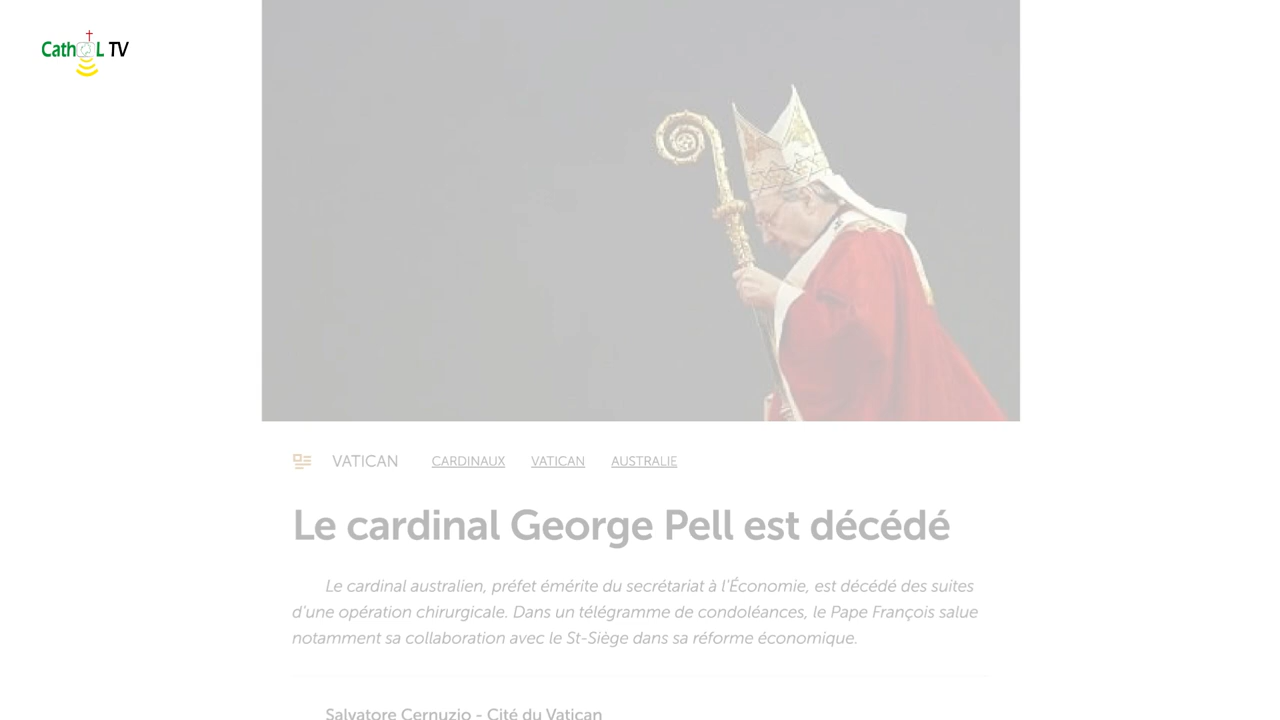 Cath L TV
VATICAN CARDINAUX VATICAN AUSTRALIE
Le cardinal George Pell est décédé
Le cardinal australien, préfet émérite du secrétariat à l'Économie, est décédé des suites
d'une opération chirurgicale. Dans un télégramme de condoléances, le Pape François salue
notamment sa collaboration avec le St-Siège dans sa réforme économique.
Salvatore Cernuzio - Cité du Vatican